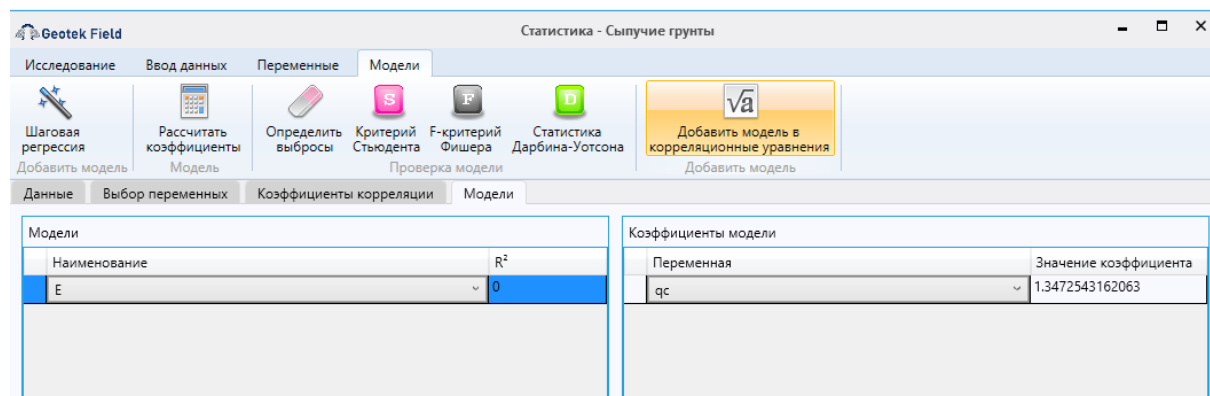 Geotek Field
Статистика - Сыпучие грунты
Исследование Ввод данных Переменные Модели
Шаговая регрессия
Рассчитать коэффициенты
Определить выбросы
S
Критерий Стьюдента
F
F-критерий Фишера
D
Статистика Дарбина-Уотсона
√a
Добавить модель в корреляционные уравнения
Добавить модель Модель Проверка модели Добавить модель
Данные Выбор переменных Коэффициенты корреляции Модели
Модели
Наименование R²
E 0
Коэффициенты модели
Переменная Значение коэффициента
qc 1.3472543162063